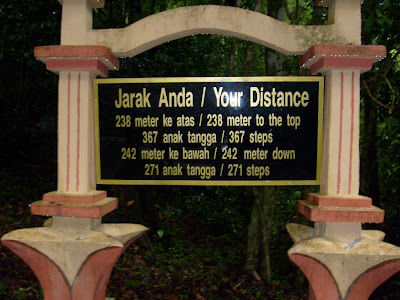 Jarak Anda / Your Distance
238 meter ke atas / 238 meter to the top
367 anak tangga / 367 steps
242 meter ke bawah / 242 meter down
271 anak tangga / 271 steps